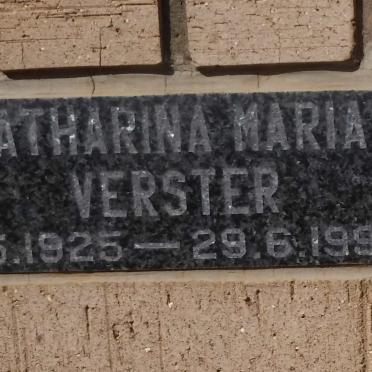 ATHARINA MARIA
VERSTER
5.1925 — 29.6.199